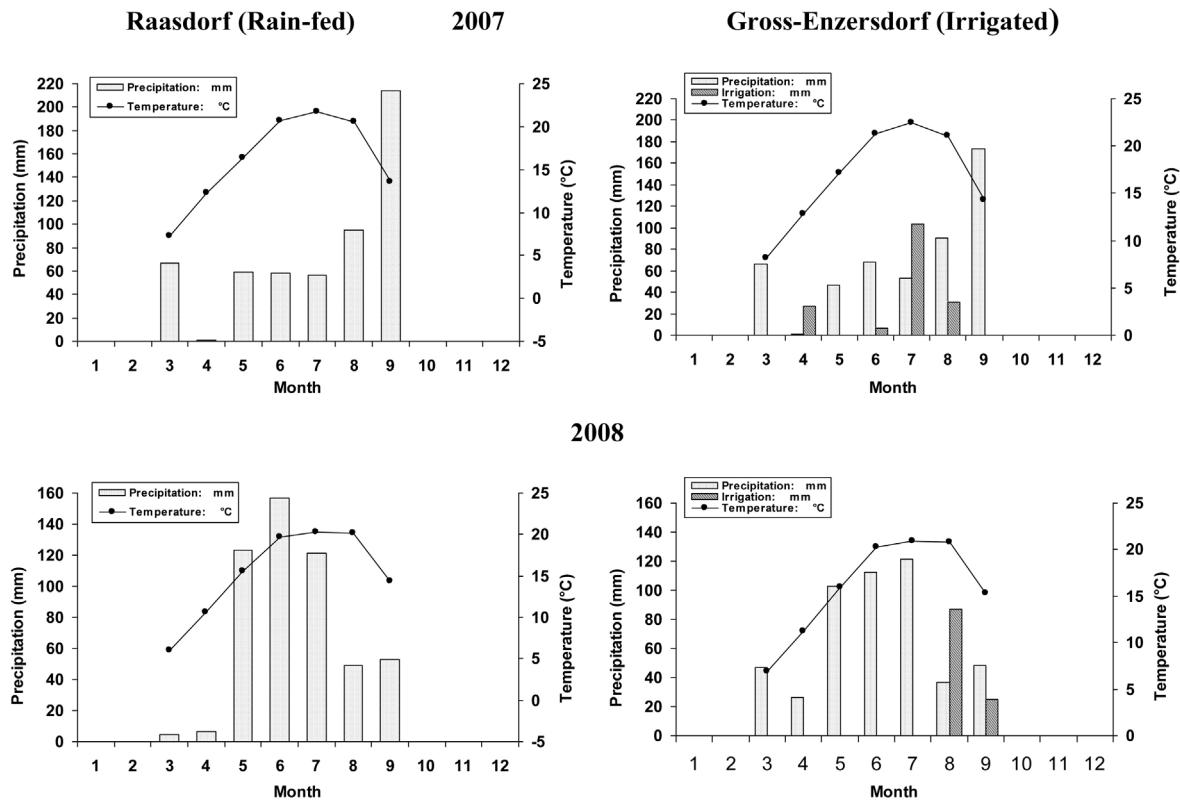 Raasdorf (Rain-fed) 2007 Gross-Enzersdorf (Irrigated)
Precipitation: mm
Temperature: °C
Precipitation (mm)
220
200
180
160
140
120
100
80
60
40
20
0
25
20
15
10
5
0
-5
Temperature (°C)
1 2 3 4 5 6 7 8 9 10 11 12
Month
Precipitation: mm
Irrigation: mm
Temperature: °C
Precipitation (mm)
220
200
180
160
140
120
100
80
60
40
20
0
25
20
15
10
5
0
Temperature (°C)
1 2 3 4 5 6 7 8 9 10 11 12
Month
2008
Precipitation: mm
Temperature: °C
Precipitation (mm)
160
140
120
100
80
60
40
20
0
25
20
15
10
5
0
-5
Temperature (°C)
1 2 3 4 5 6 7 8 9 10 11 12
Month
Precipitation: mm
Irrigation: mm
Temperature: °C
Precipitation (mm)
160
140
120
100
80
60
40
20
0
25
20
15
10
5
0
Temperature (°C)
1 2 3 4 5 6 7 8 9 10 11 12
Month